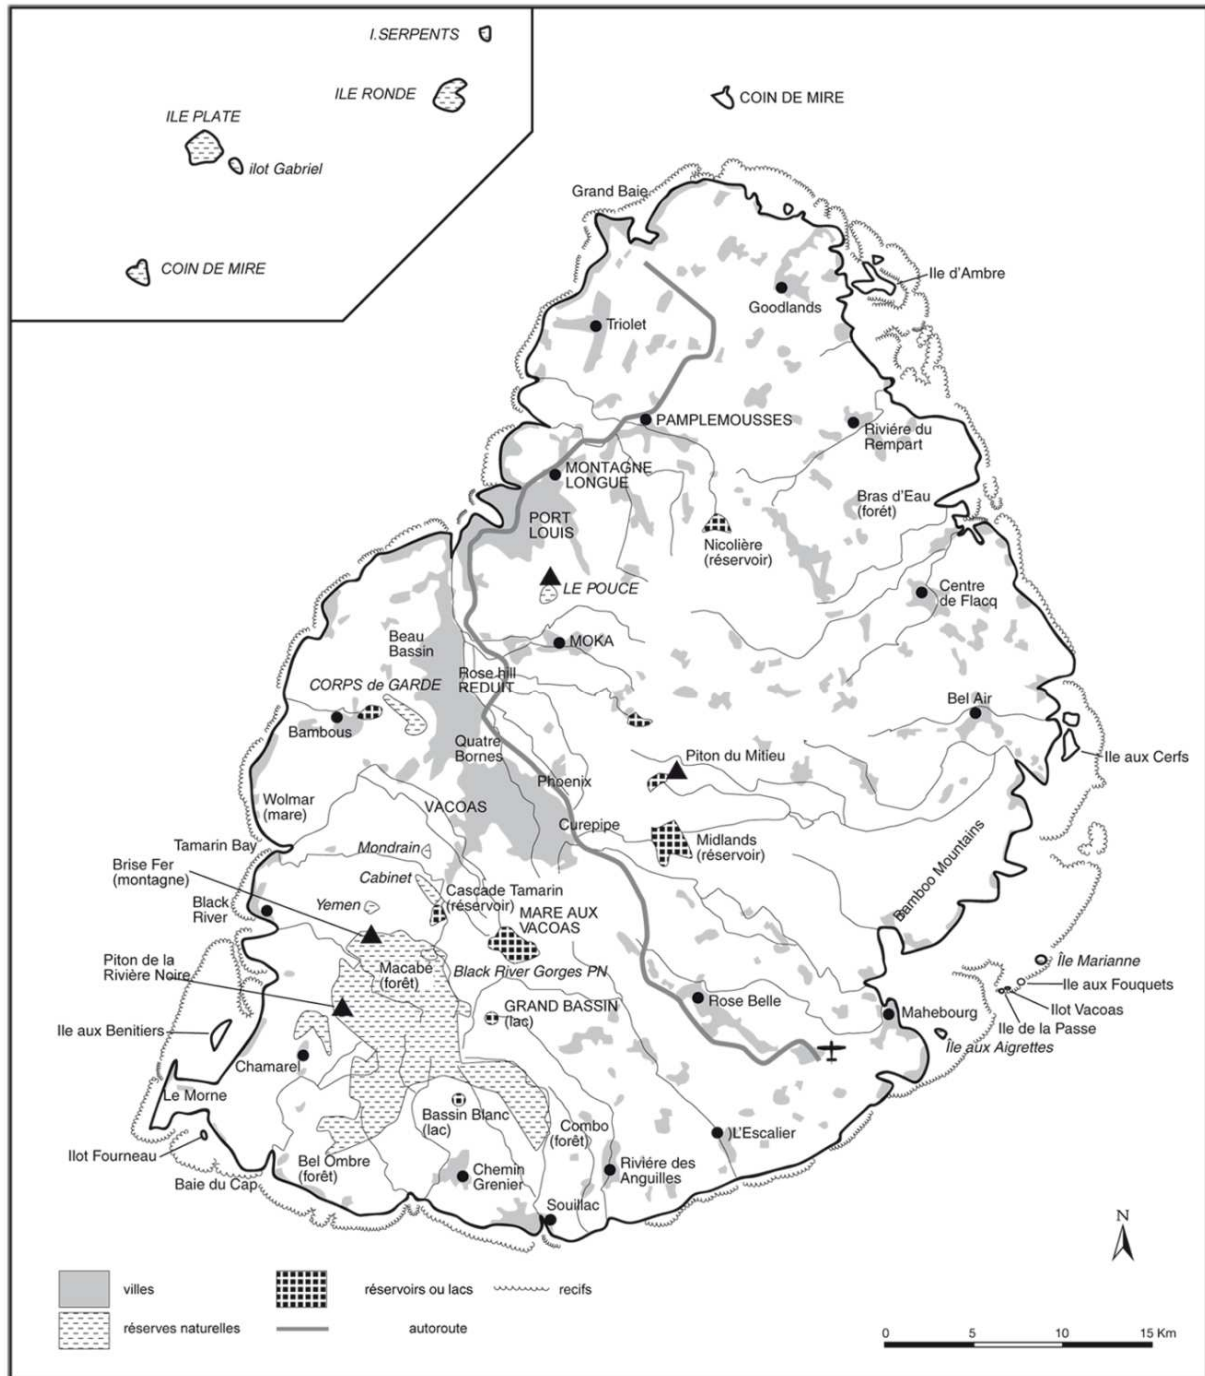 I.SERPENTS
ILE RONDE
ILE PLATE
ilot Gabriel
COIN DE MIRE
COIN DE MIRE
Grand Baie
Ile d'Ambre
Goodlands
Triolet
PAMPLEMOUSSES
Riviére du
Rempart
MONTAGNE
LONGUE
Bras d'Eau
(forêt)
PORT
LOUIS
Nicolière
(réservoir)
LE POUCE
Centre
de Flacq
Beau
Bassin
MOKA
Rose hill
REDUIT
CORPS de GARDE
Bambous
Bel Air
Quatre
Bornes
Piton du Mitieu
Ile aux Cerfs
Phoenix
Wolmar
(mare)
VACOAS
Curepipe
Midlands
(réservoir)
Tamarin Bay
Mondrain
Brise Fer
(montagne)
Cabinet
Cascade Tamarin
(réservoir)
Bamboo Mountains
Black
River
Yemen
MARE AUX
VACOAS
Piton de la
Rivière Noire
Macabé
(forêt)
Black River Gorges PN
Île Marianne
Ile aux Fouquets
Ilot Vacoas
Ile de la Passe
Rose Belle
GRAND BASSIN
(lac)
Mahebourg
Île aux Aigrettes
Ile aux Benitiers
Chamarel
Le Morne
Bassin Blanc
(lac)
Combo
(forêt)
)L'Escalier
Ilot Fourneau
Bel Ombre
(forêt)
Baie du Cap
Chemin
Grenier
Riviére des
Anguilles
Souillac
N
villes
réservoirs ou lacs
recifs
réserves naturelles
autoroute
0 5 10 15 Km